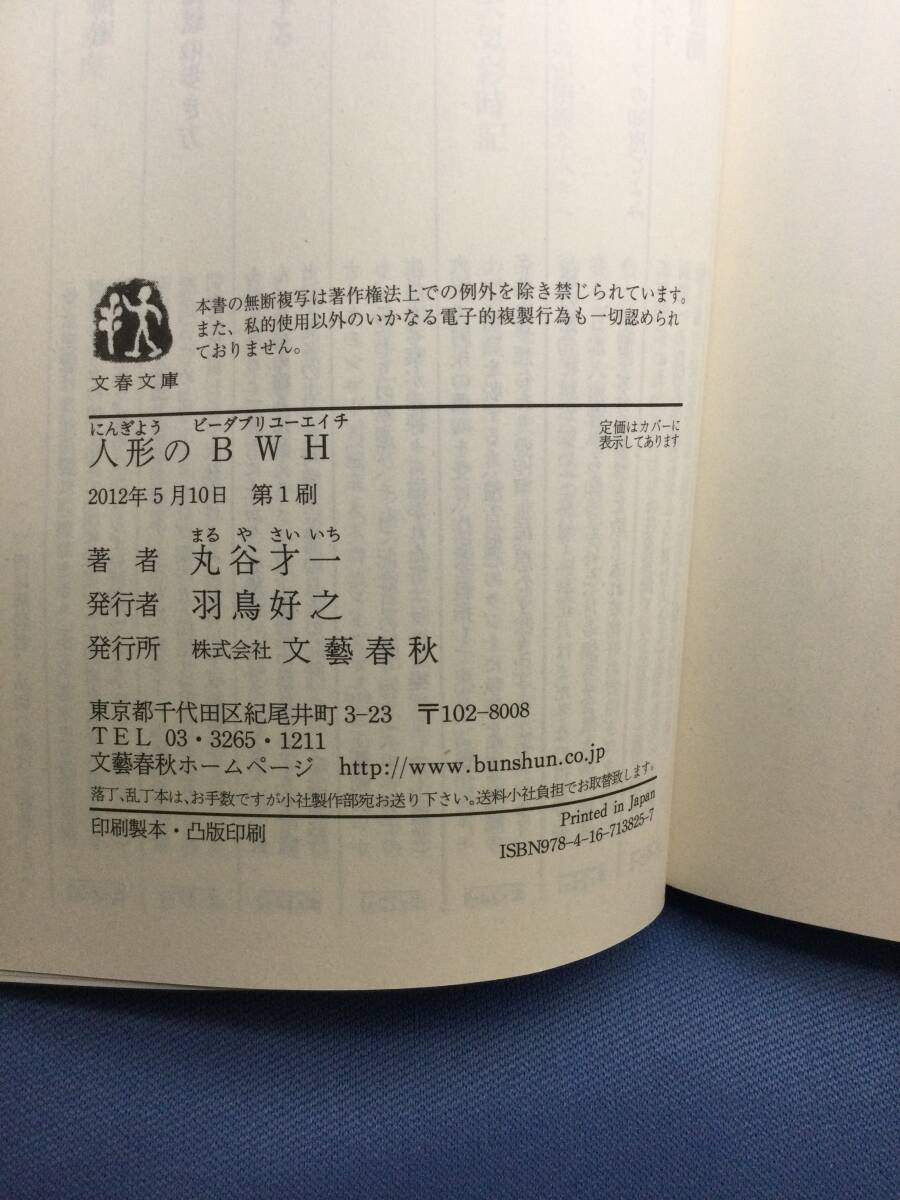 本書の無断複写は著作権法上での例外を除き禁じられています。
また、私的使用以外のいかなる電子的複製行為も一切認められ
ておりません。
文春文庫
にんぎよう ビーダブリユーエイチ
人形のBWH
定価はカバーに
表示してあります
2012年5月10日 第1刷
まる や さい いち
著 者 丸谷才一
発行者 羽鳥好之
発行所 株式会社 文藝春秋
東京都千代田区紀尾井町3-23 〒102-8008
TEL 03・3265・1211
文藝春秋ホームページ http://www.bunshun.co.jp
落丁、乱丁本は、お手数ですが小社製作部宛お送り下さい。送料小社負担でお取替致します。
印刷製本・凸版印刷
Printed in Japan
ISBN978-4-16-713825-7